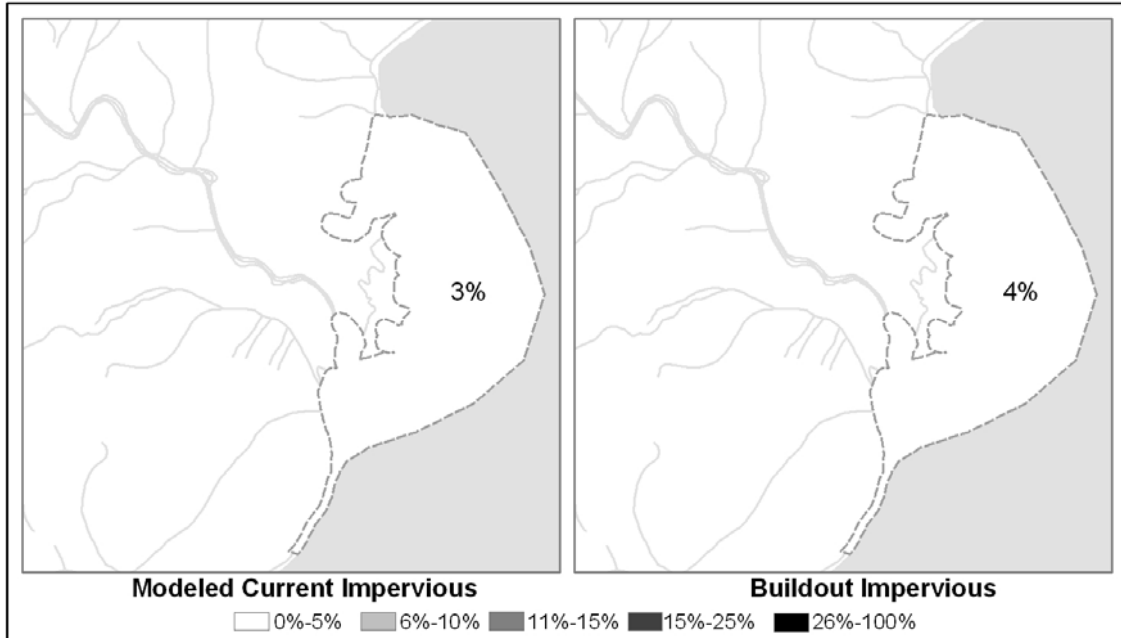 3%
4%
Modeled Current Impervious
Buildout Impervious
0%-5% 6%-10% 11%-15% 15%-25% 26%-100%